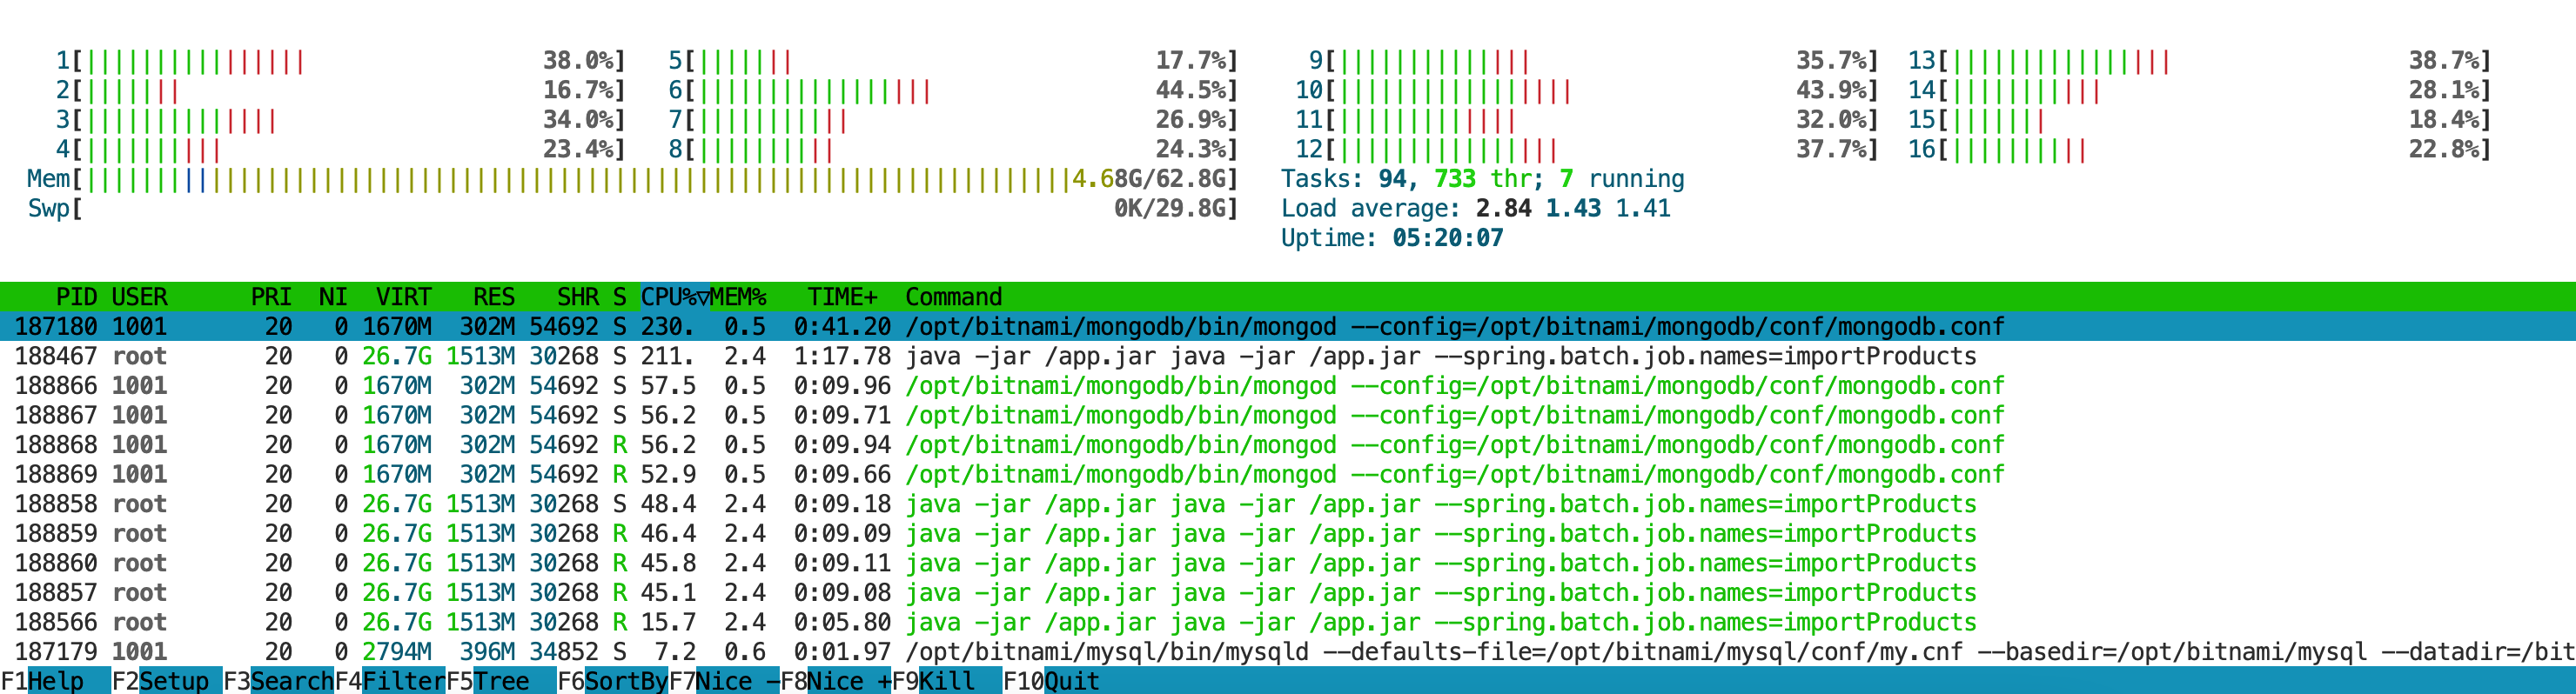 1[||||||||||||||||                 38.0%]   5[|||||||                          17.7%]     9[||||||||||||||                   35.7%]  13[||||||||||||||||                 38.7%]
2[|||||||                          16.7%]   6[|||||||||||||||||                44.5%]    10[|||||||||||||||||                43.9%]  14[|||||||||||                      28.1%]
3[||||||||||||||                   34.0%]   7[|||||||||||                      26.9%]    11[|||||||||||||                    32.0%]  15[|||||||                          18.4%]
4[||||||||||                       23.4%]   8[||||||||||                       24.3%]    12[||||||||||||||||                 37.7%]  16[||||||||||                       22.8%]
Mem[|||||||||||||||||||||||||||||||||||||||||||||||||||||||||||||||||||||||4.68G/62.8G]   Tasks: 94, 733 thr; 7 running
Swp[                                                                          0K/29.8G]   Load average: 2.84 1.43 1.41
Uptime: 05:20:07
PID USER      PRI  NI  VIRT   RES   SHR S CPU%▽MEM%   TIME+  Command
187180 1001       20   0 1670M  302M 54692 S 230.  0.5  0:41.20 /opt/bitnami/mongodb/bin/mongod --config=/opt/bitnami/mongodb/conf/mongodb.conf
188467 root       20   0 26.7G 1513M 30268 S 211.  2.4  1:17.78 java -jar /app.jar java -jar /app.jar --spring.batch.job.names=importProducts
188866 1001       20   0 1670M  302M 54692 S 57.5  0.5  0:09.96 /opt/bitnami/mongodb/bin/mongod --config=/opt/bitnami/mongodb/conf/mongodb.conf
188867 1001       20   0 1670M  302M 54692 S 56.2  0.5  0:09.71 /opt/bitnami/mongodb/bin/mongod --config=/opt/bitnami/mongodb/conf/mongodb.conf
188868 1001       20   0 1670M  302M 54692 R 56.2  0.5  0:09.94 /opt/bitnami/mongodb/bin/mongod --config=/opt/bitnami/mongodb/conf/mongodb.conf
188869 1001       20   0 1670M  302M 54692 R 52.9  0.5  0:09.66 /opt/bitnami/mongodb/bin/mongod --config=/opt/bitnami/mongodb/conf/mongodb.conf
188858 root       20   0 26.7G 1513M 30268 S 48.4  2.4  0:09.18 java -jar /app.jar java -jar /app.jar --spring.batch.job.names=importProducts
188859 root       20   0 26.7G 1513M 30268 R 46.4  2.4  0:09.09 java -jar /app.jar java -jar /app.jar --spring.batch.job.names=importProducts
188860 root       20   0 26.7G 1513M 30268 R 45.8  2.4  0:09.11 java -jar /app.jar java -jar /app.jar --spring.batch.job.names=importProducts
188857 root       20   0 26.7G 1513M 30268 R 45.1  2.4  0:09.08 java -jar /app.jar java -jar /app.jar --spring.batch.job.names=importProducts
188566 root       20   0 26.7G 1513M 30268 R 15.7  2.4  0:05.80 java -jar /app.jar java -jar /app.jar --spring.batch.job.names=importProducts
187179 1001       20   0 2794M  396M 34852 S  7.2  0.6  0:01.97 /opt/bitnami/mysql/bin/mysqld --defaults-file=/opt/bitnami/mysql/conf/my.cnf --basedir=/opt/bitnami/mysql --datadir=/bit
F1Help  F2Setup F3SearchF4FilterF5Tree  F6SortByF7Nice -F8Nice +F9Kill  F10Quit